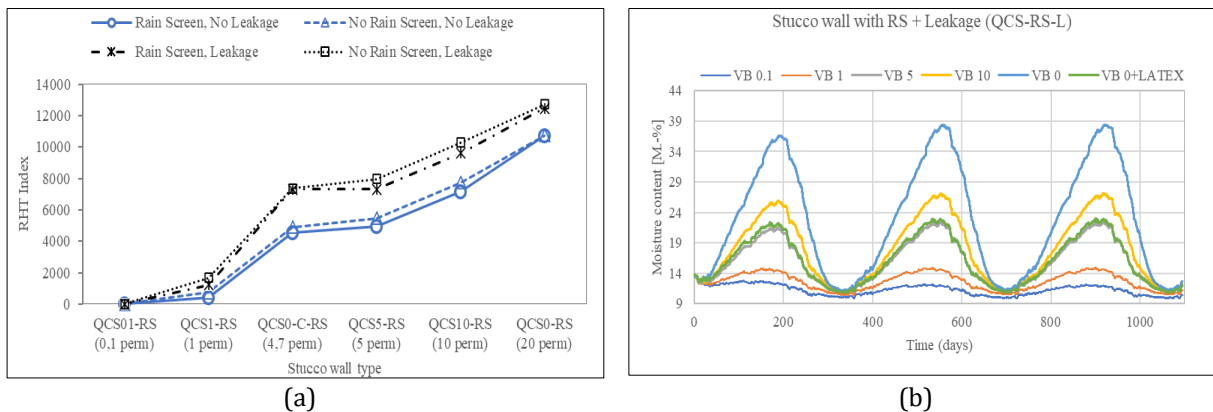 Rain Screen, No Leakage
No Rain Screen, No Leakage
Rain Screen, Leakage
No Rain Screen, Leakage
14000
12000
10000
8000
6000
4000
2000
0
RHT Index
QCS01-RS QCS1-RS QCS0-C-RS QCS5-RS QCS10-RS QCS0-RS
(0,1 perm) (1 perm) (4,7 perm) (5 perm) (10 perm) (20 perm)
Stucco wall type
(a)
Stucco wall with RS + Leakage (QCS-RS-L)
VB 0.1 VB 1 VB 5 VB 10 VB 0 VB 0+LATEX
44
39
34
29
24
19
14
9
Moisture content [M.-%]
0 200 400 600 800 1000
Time (days)
(b)